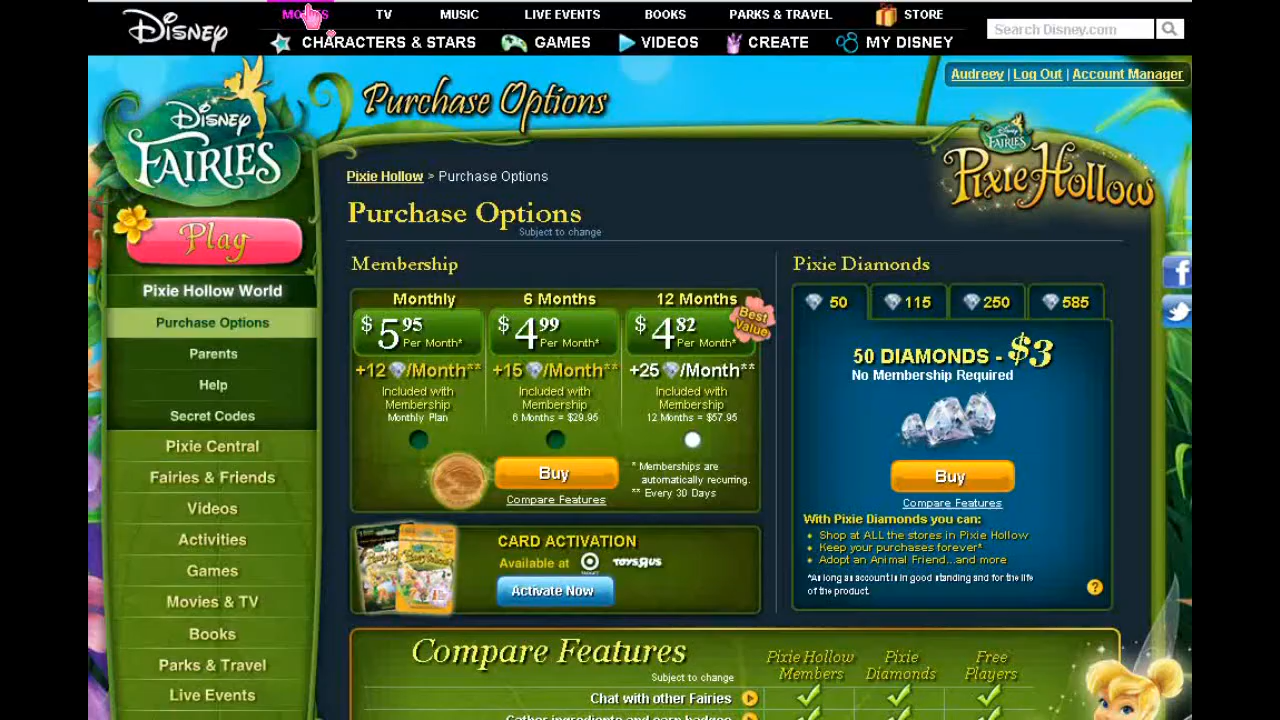 DISNEY
MOVIES
TV
MUSIC
LIVE EVENTS
BOOKS
PARKS & TRAVEL
STORE
CHARACTERS & STARS
GAMES
VIDEOS
CREATE
MY DISNEY
Search Disney.com
Audreey | Log Out | Account Manager
Purchase Options
DISNEY
FAIRIES
DISNEY
FAIRIES
Pixie Hollow
Play
Pixie Hollow World
Purchase Options
Parents
Help
Secret Codes
Pixie Central
Fairies & Friends
Videos
Activities
Games
Movies & TV
Books
Parks & Travel
Live Events
Pixie Hollow > Purchase Options
Purchase Options
Subject to change
Membership
Monthly
$5 95
Per Month*
+12 /Month**
Included with
Membership
Monthly Plan
6 Months
$4 99
Per Month*
+15 /Month**
Included with
Membership
6 Months = $29.95
12 Months
$4 82
Per Month*
Best
Value
+25 /Month**
Included with
Membership
12 Months = $57.95
Buy
Compare Features
* Memberships are
automatically recurring.
** Every 30 Days
CARD ACTIVATION
Available at
TOYSRUS
Activate Now
Pixie Diamonds
50
115
250
585
50 DIAMONDS - $3
No Membership Required
Buy
Compare Features
With Pixie Diamonds you can:
• Shop at ALL the stores in Pixie Hollow
• Keep your purchases forever*
• Adopt an Animal Friend...and more
*As long as account is in good standing and for the life
of the product.
?
Compare Features
Subject to change
Pixie Hollow
Members
Pixie
Diamonds
Free
Players
Chat with other Fairies
Gather ingredients and earn badges